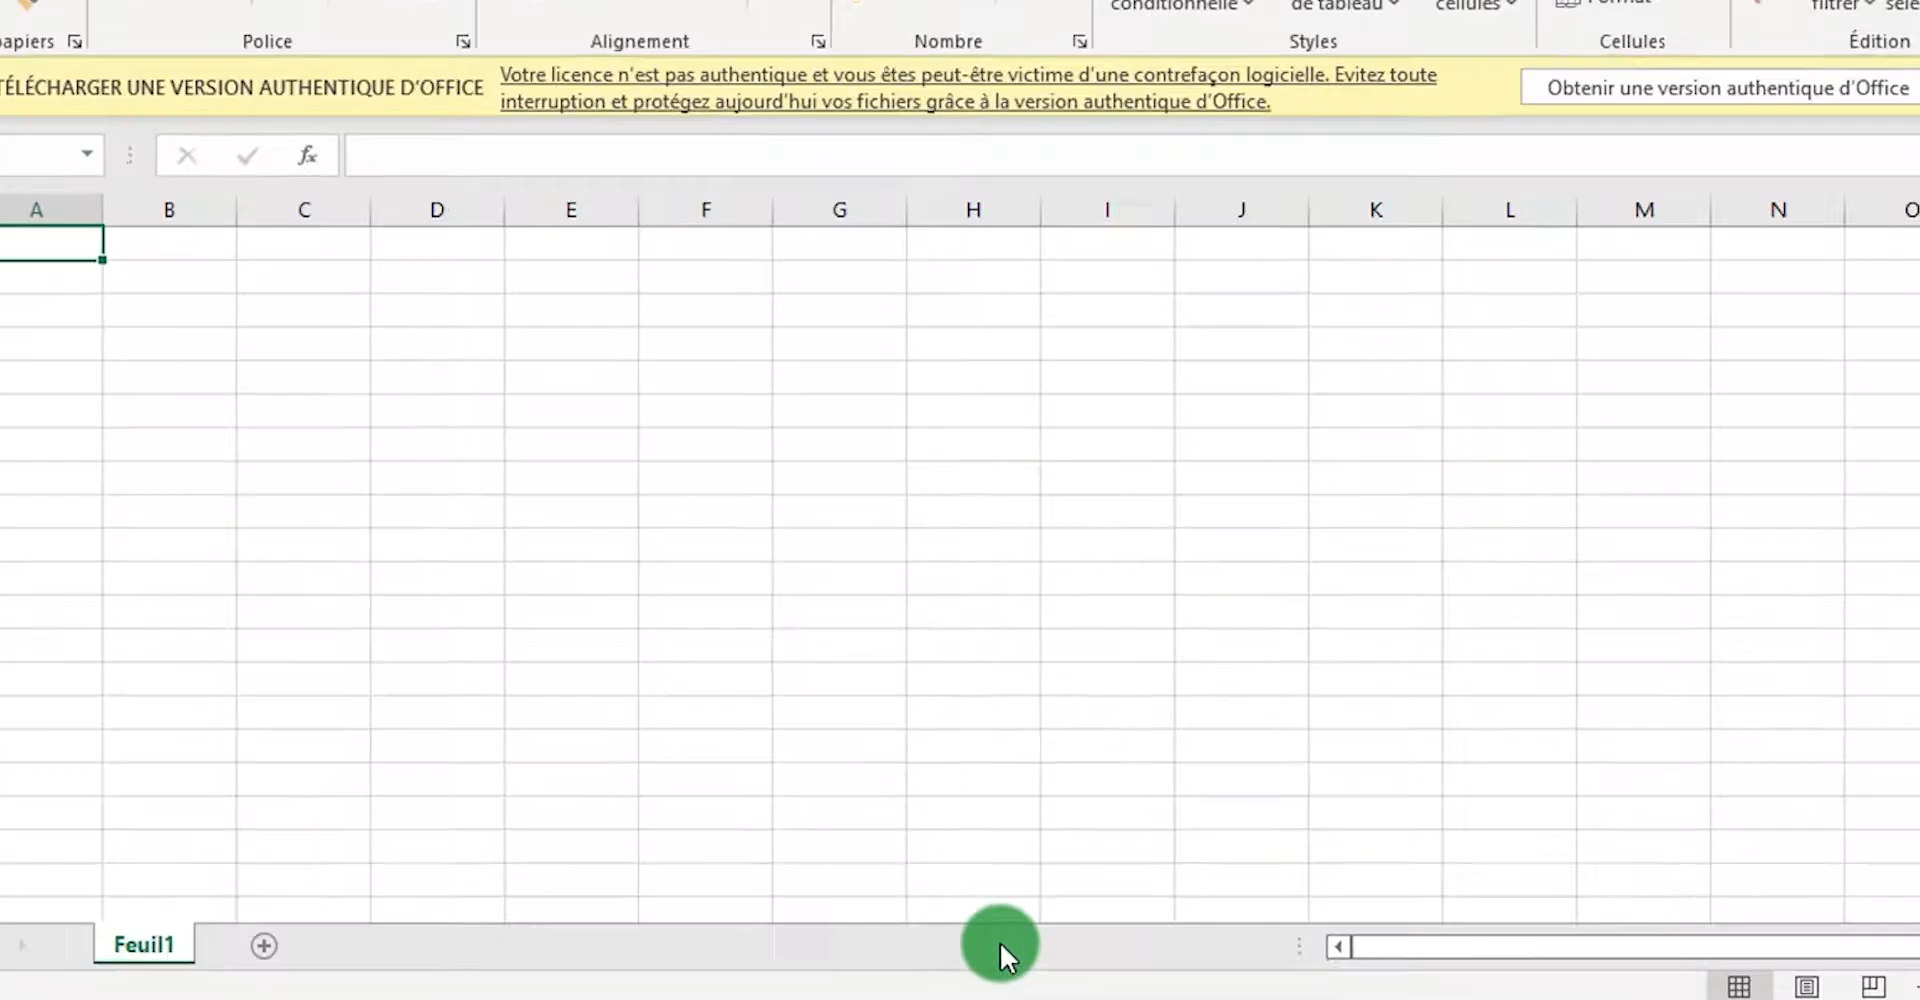 conditionnelle de tableau cellules Format filtrer
Police Alignement Nombre Styles Cellules Édition
TÉLÉCHARGER UNE VERSION AUTHENTIQUE D'OFFICE
Votre licence n'est pas authentique et vous êtes peut-être victime d'une contrefaçon logicielle. Evitez toute
interruption et protégez aujourd'hui vos fichiers grâce à la version authentique d'Office.
Obtenir une version authentique d'Office
fx
A B C D E F G H I J K L M N O
Feuil1